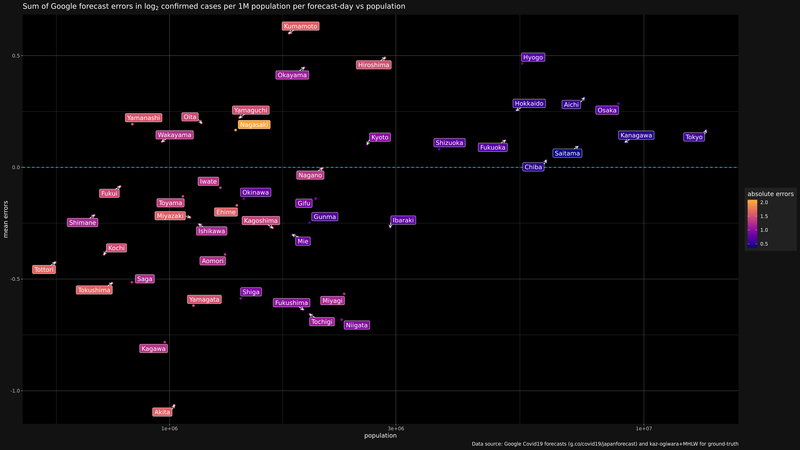 Sum of Google forecast errors in log₂ confirmed cases per 1M population per forecast-day vs population
Kumamoto
0.5
Hyogo
Hiroshima
Okayama
Hokkaido
Aichi
Osaka
Yamaguchi
Yamanashi
Oita
Nagasaki
Wakayama
Kyoto
Kanagawa
Tokyo
Shizuoka
Fukuoka
Saitama
0.0
Chiba
Nagano
Iwate
Fukui
Okinawa
absolute errors
2.0
1.5
1.0
0.5
Toyama
Gifu
Ehime
Miyazaki
Gunma
Kagoshima
Ibaraki
Shimane
Ishikawa
Mie
mean errors
Kochi
Aomori
Tottori
-0.5
Saga
Tokushima
Shiga
Yamagata
Miyagi
Fukushima
Tochigi
Niigata
Kagawa
-1.0
Akita
1e+06
3e+06
1e+07
population
Data source: Google Covid19 forecasts (g.co/covid19/japanforecast) and kaz-ogiwara+MHLW for ground-truth